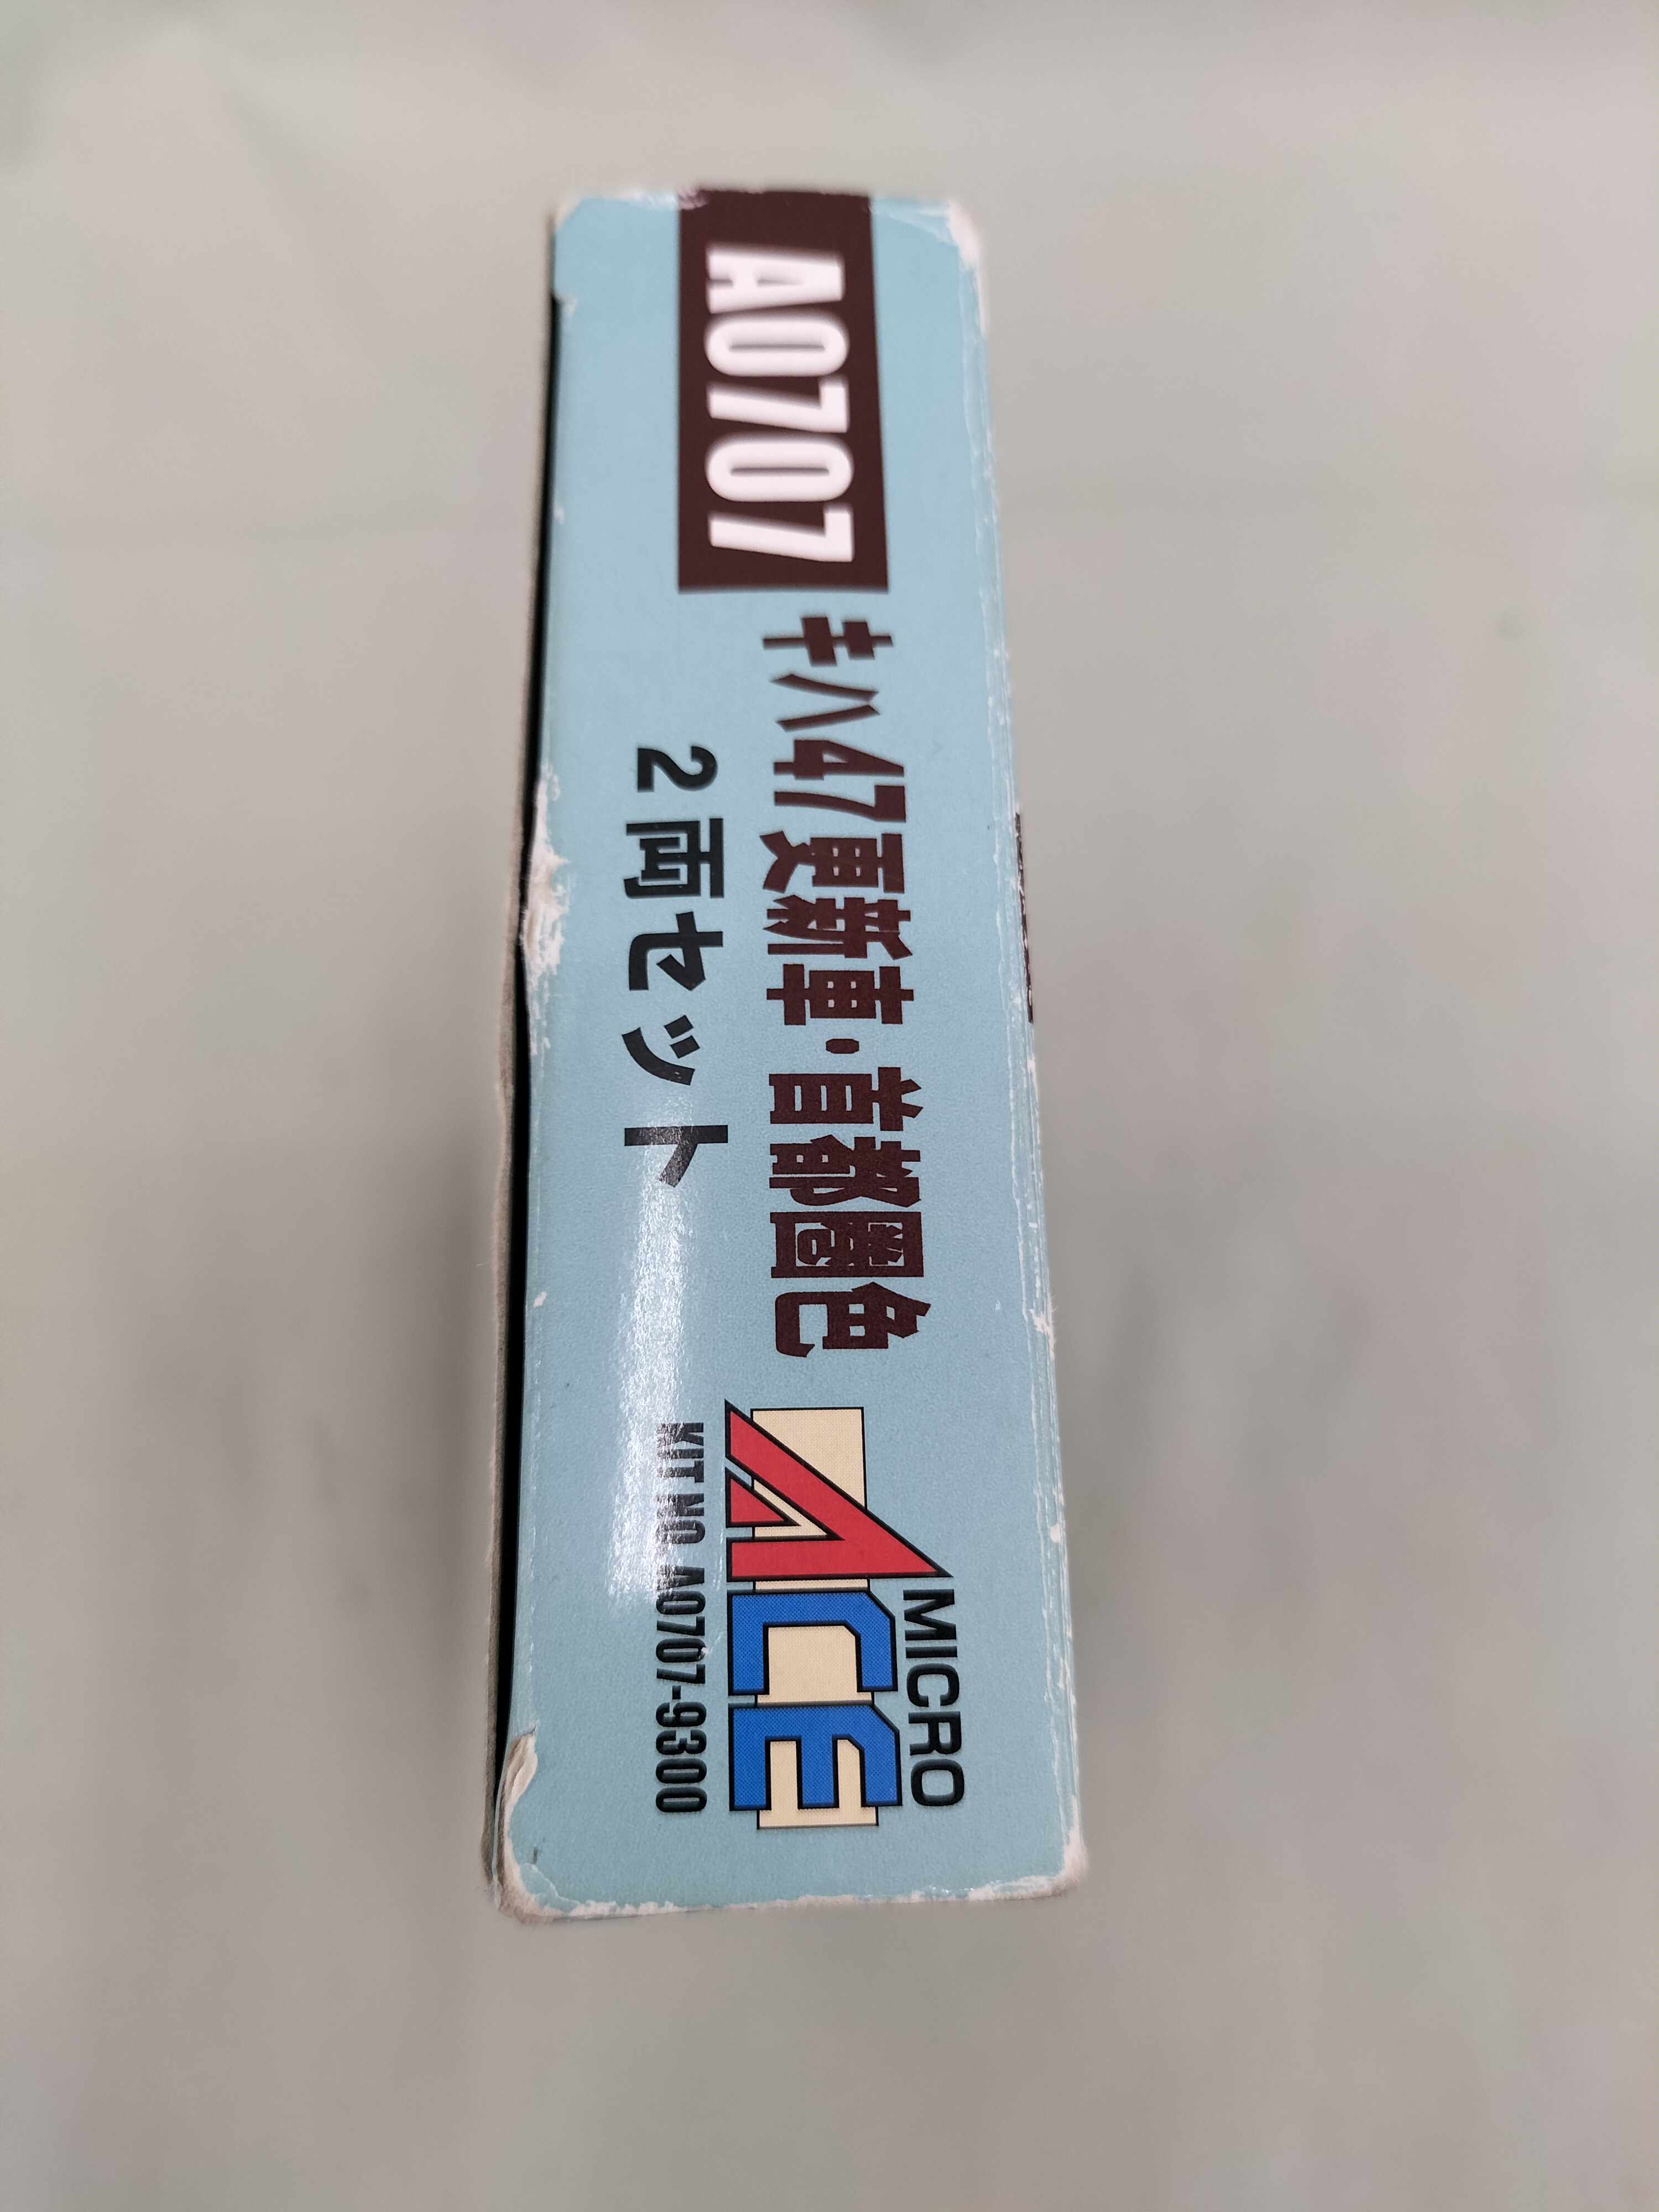 A0707
キハ47更新車・首都圏色
2両セット
MICRO
ACE
KIT NO A0707-9300